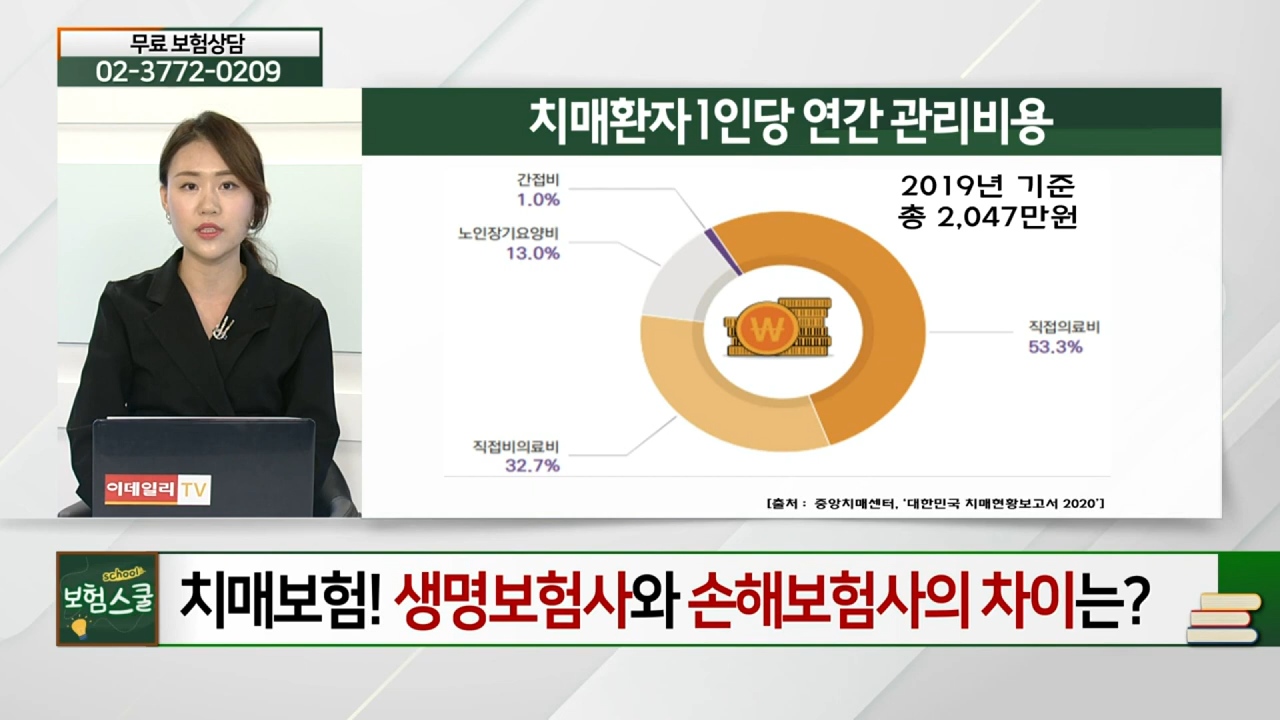 무료 보험상담
02-3772-0209
치매환자 1인당 연간 관리비용
2019년 기준
총 2,047만원
간접비
1.0%
노인장기요양비
13.0%
직접의료비
53.3%
직접비의료비
32.7%
W
[출처 : 중앙치매센터, '대한민국 치매현황보고서 2020']
이데일리 TV
school
보험스쿨
치매보험! 생명보험사와 손해보험사의 차이는?